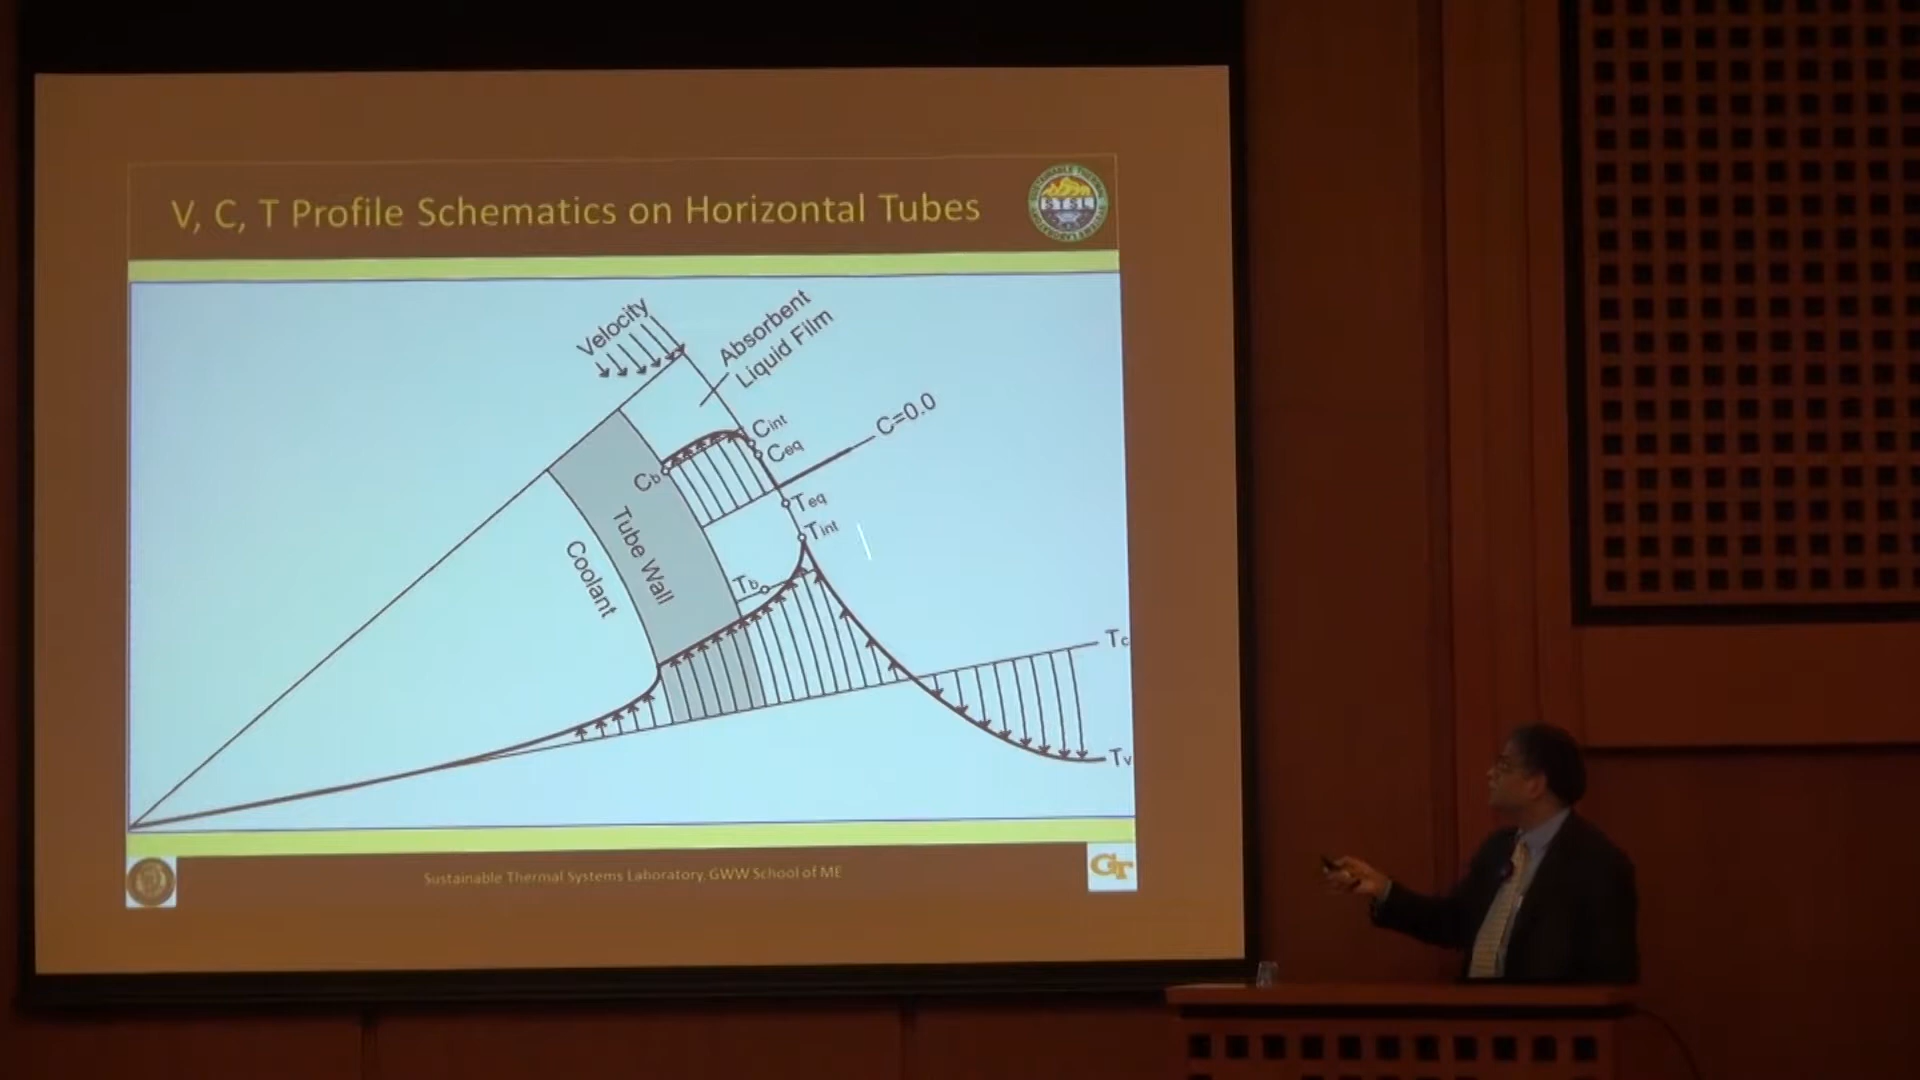 V, C, T Profile Schematics on Horizontal Tubes
STSL
Velocity
Absorbent
Liquid Film
Cint
Ceq
C=0.0
Cb
Teq
Tint
Tube Wall
Coolant
Tb
Tc
Tv
Sustainable Thermal Systems Laboratory, GWW School of ME
GT